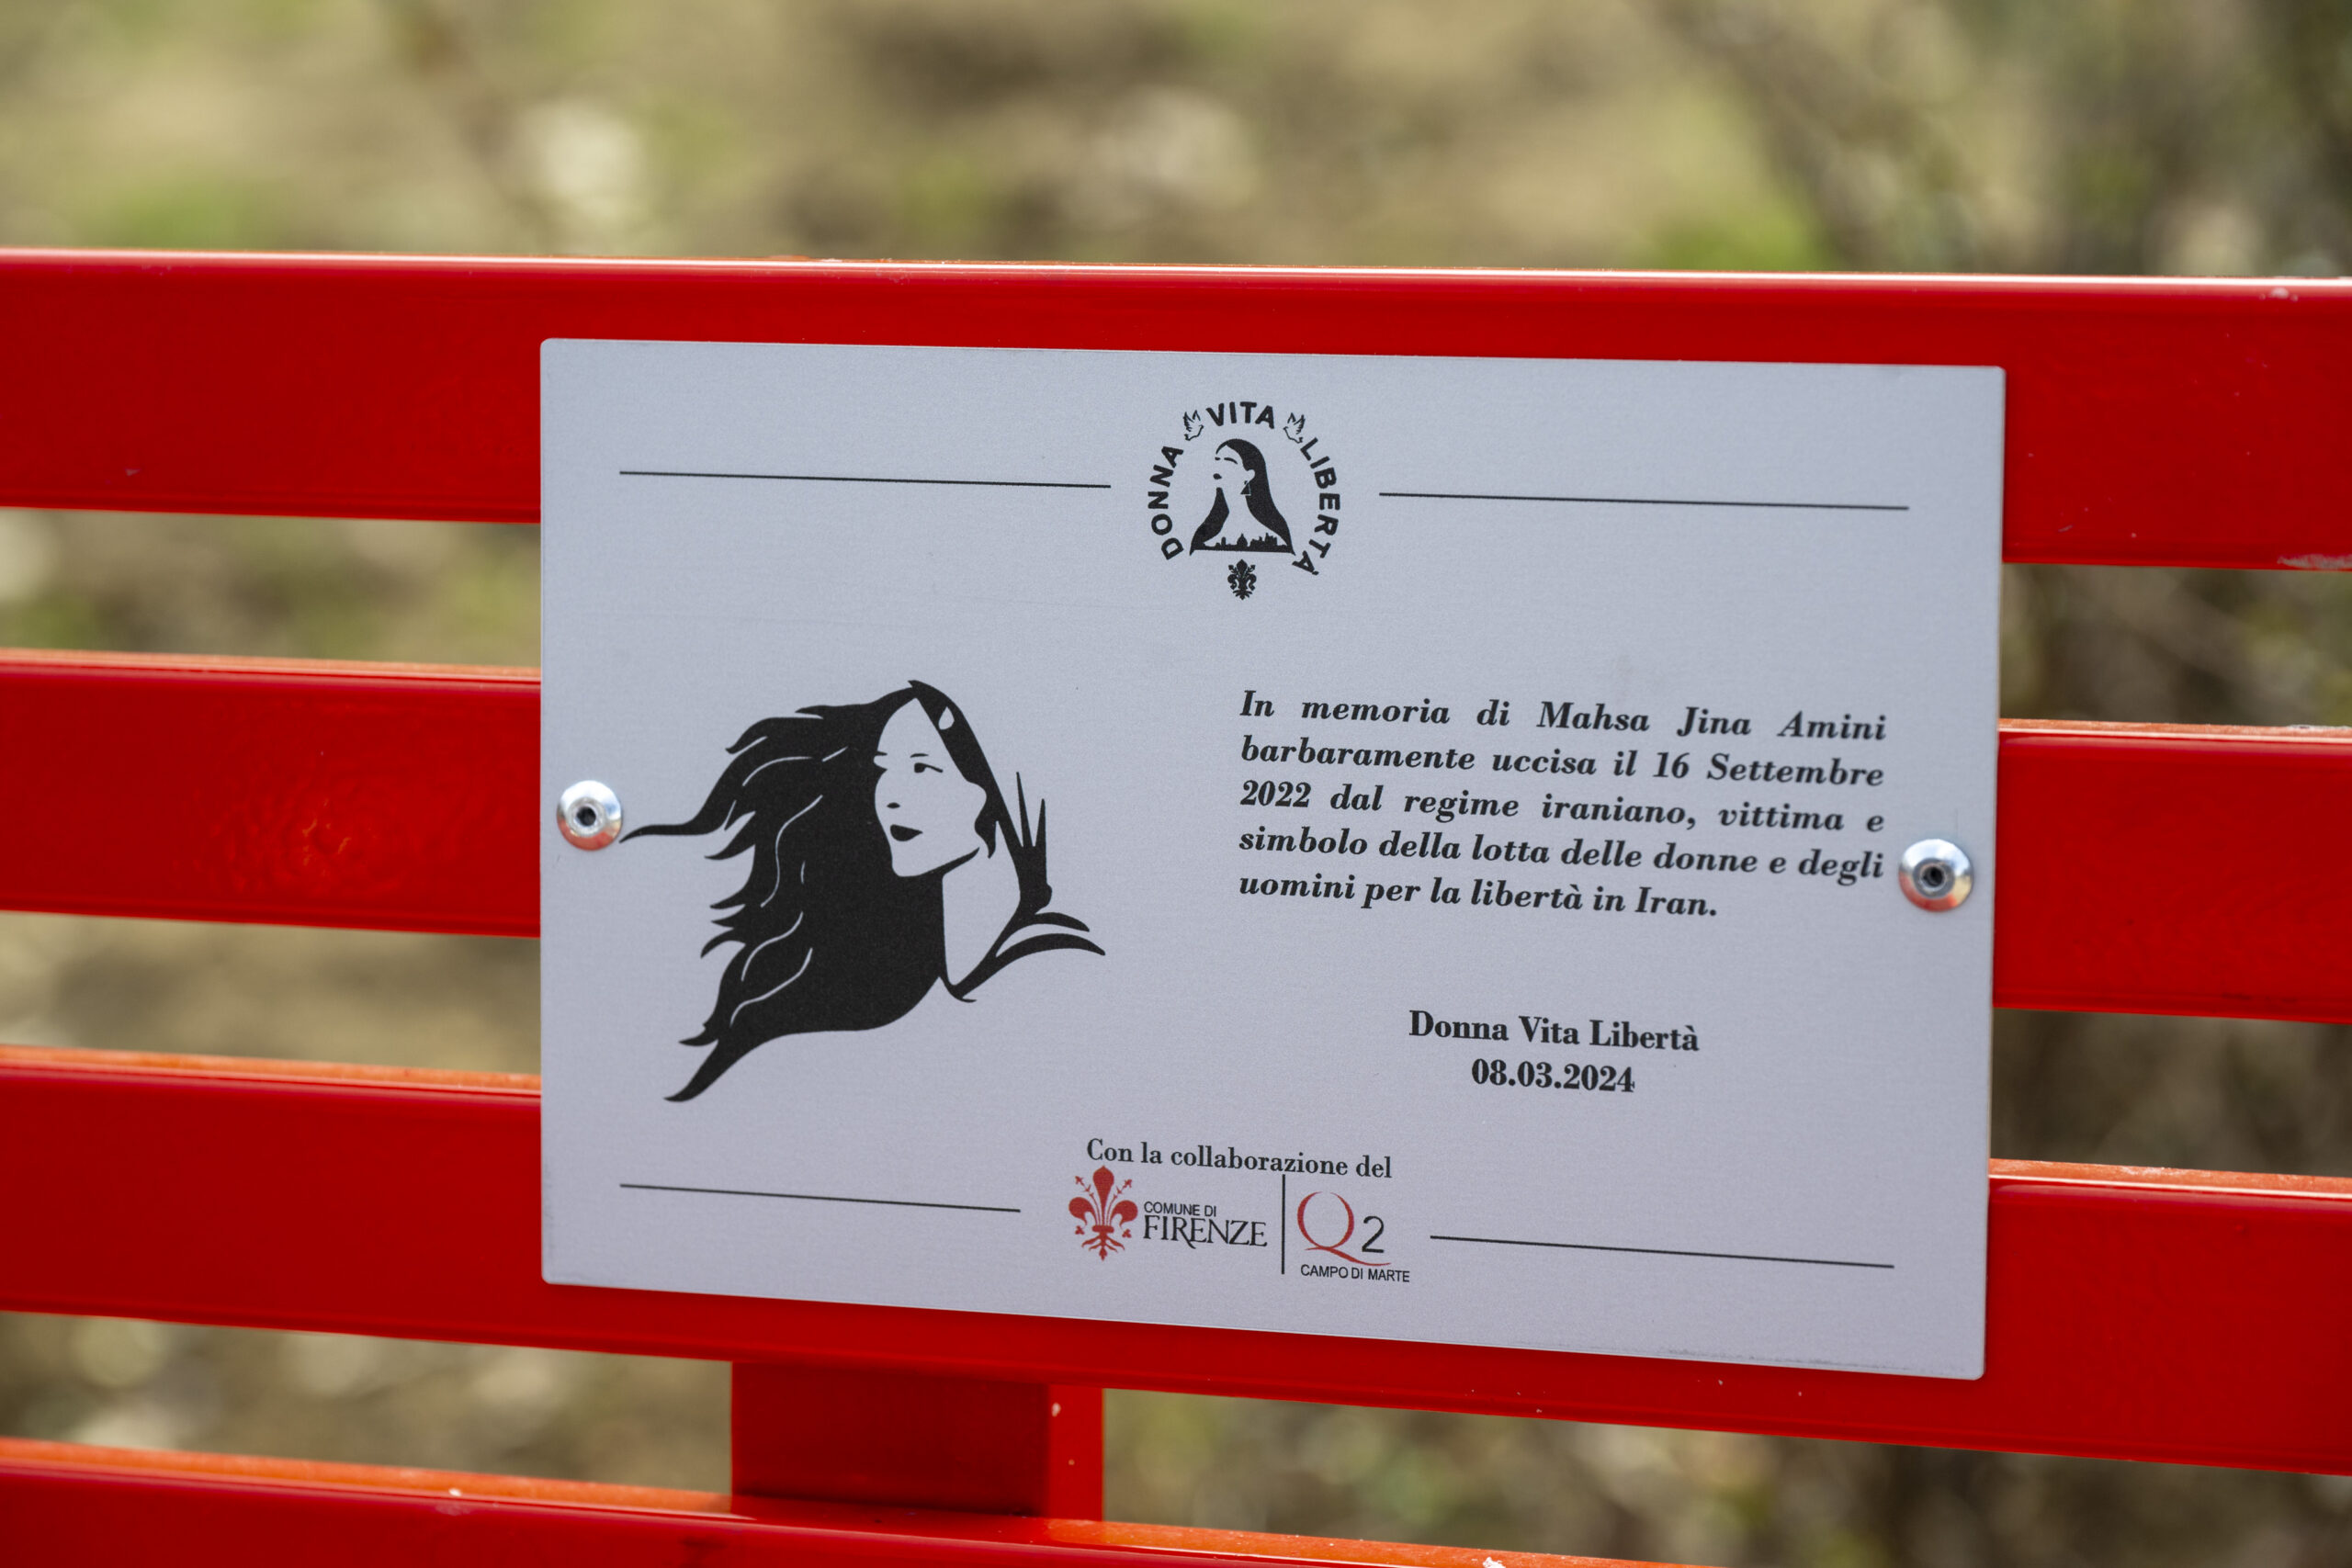 DONNA VITA LIBERTÀ
In memoria di Mahsa Jina Amini
barbaramente uccisa il 16 Settembre
2022 dal regime iraniano, vittima e
simbolo della lotta delle donne e degli
uomini per la libertà in Iran.
Donna Vita Libertà
08.03.2024
Con la collaborazione del
COMUNE DI
FIRENZE
Q2
CAMPO DI MARTE